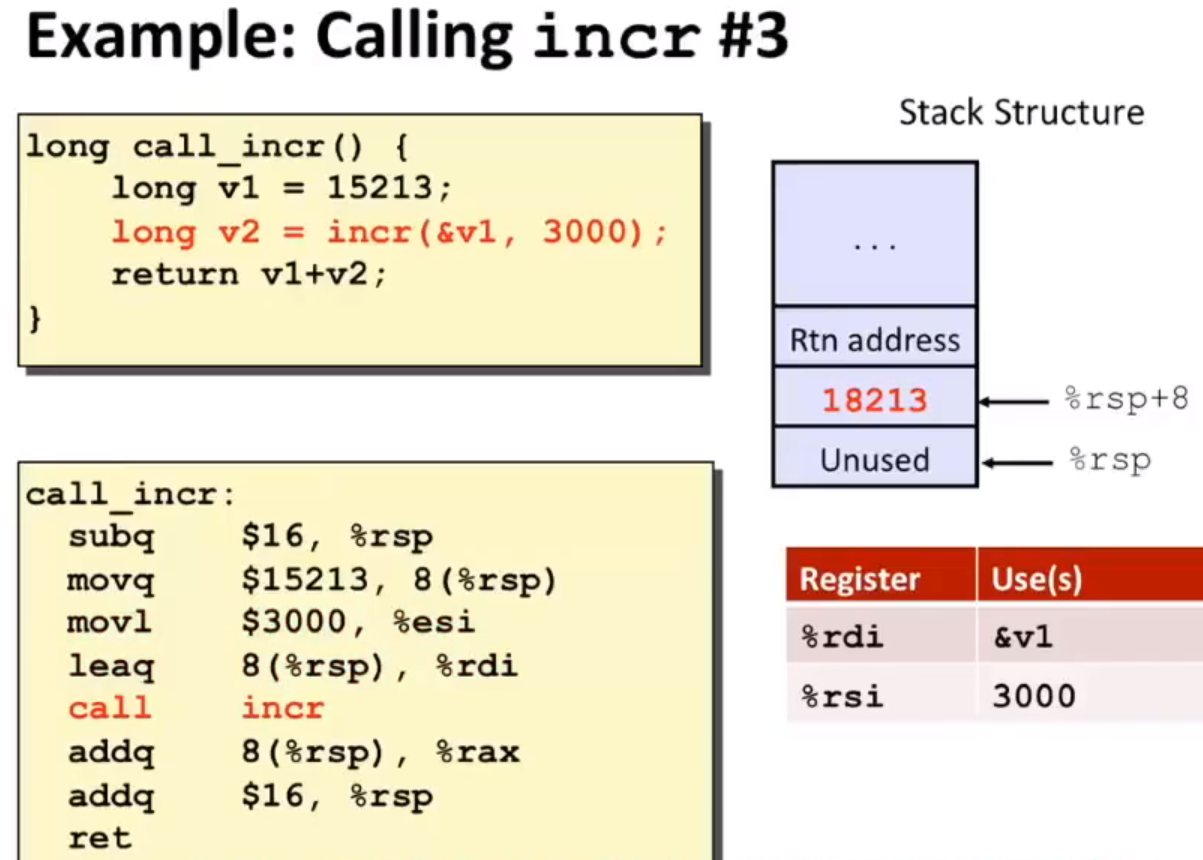 Example: Calling incr #3
long call_incr() {
    long v1 = 15213;
    long v2 = incr(&v1, 3000);
    return v1+v2;
}
Stack Structure
...
Rtn address
18213 %rsp+8
Unused %rsp
call_incr:
  subq    $16, %rsp
  movq    $15213, 8(%rsp)
  movl    $3000, %esi
  leaq    8(%rsp), %rdi
  call    incr
  addq    8(%rsp), %rax
  addq    $16, %rsp
  ret
Register Use(s)
%rdi &v1
%rsi 3000